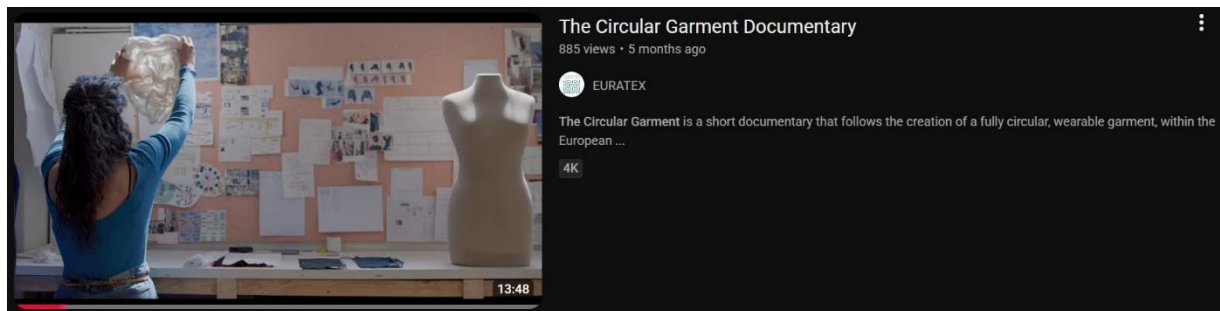 The Circular Garment Documentary
885 views • 5 months ago
EURATEX
The Circular Garment is a short documentary that follows the creation of a fully circular, wearable garment, within the
European ...
4K
13:48